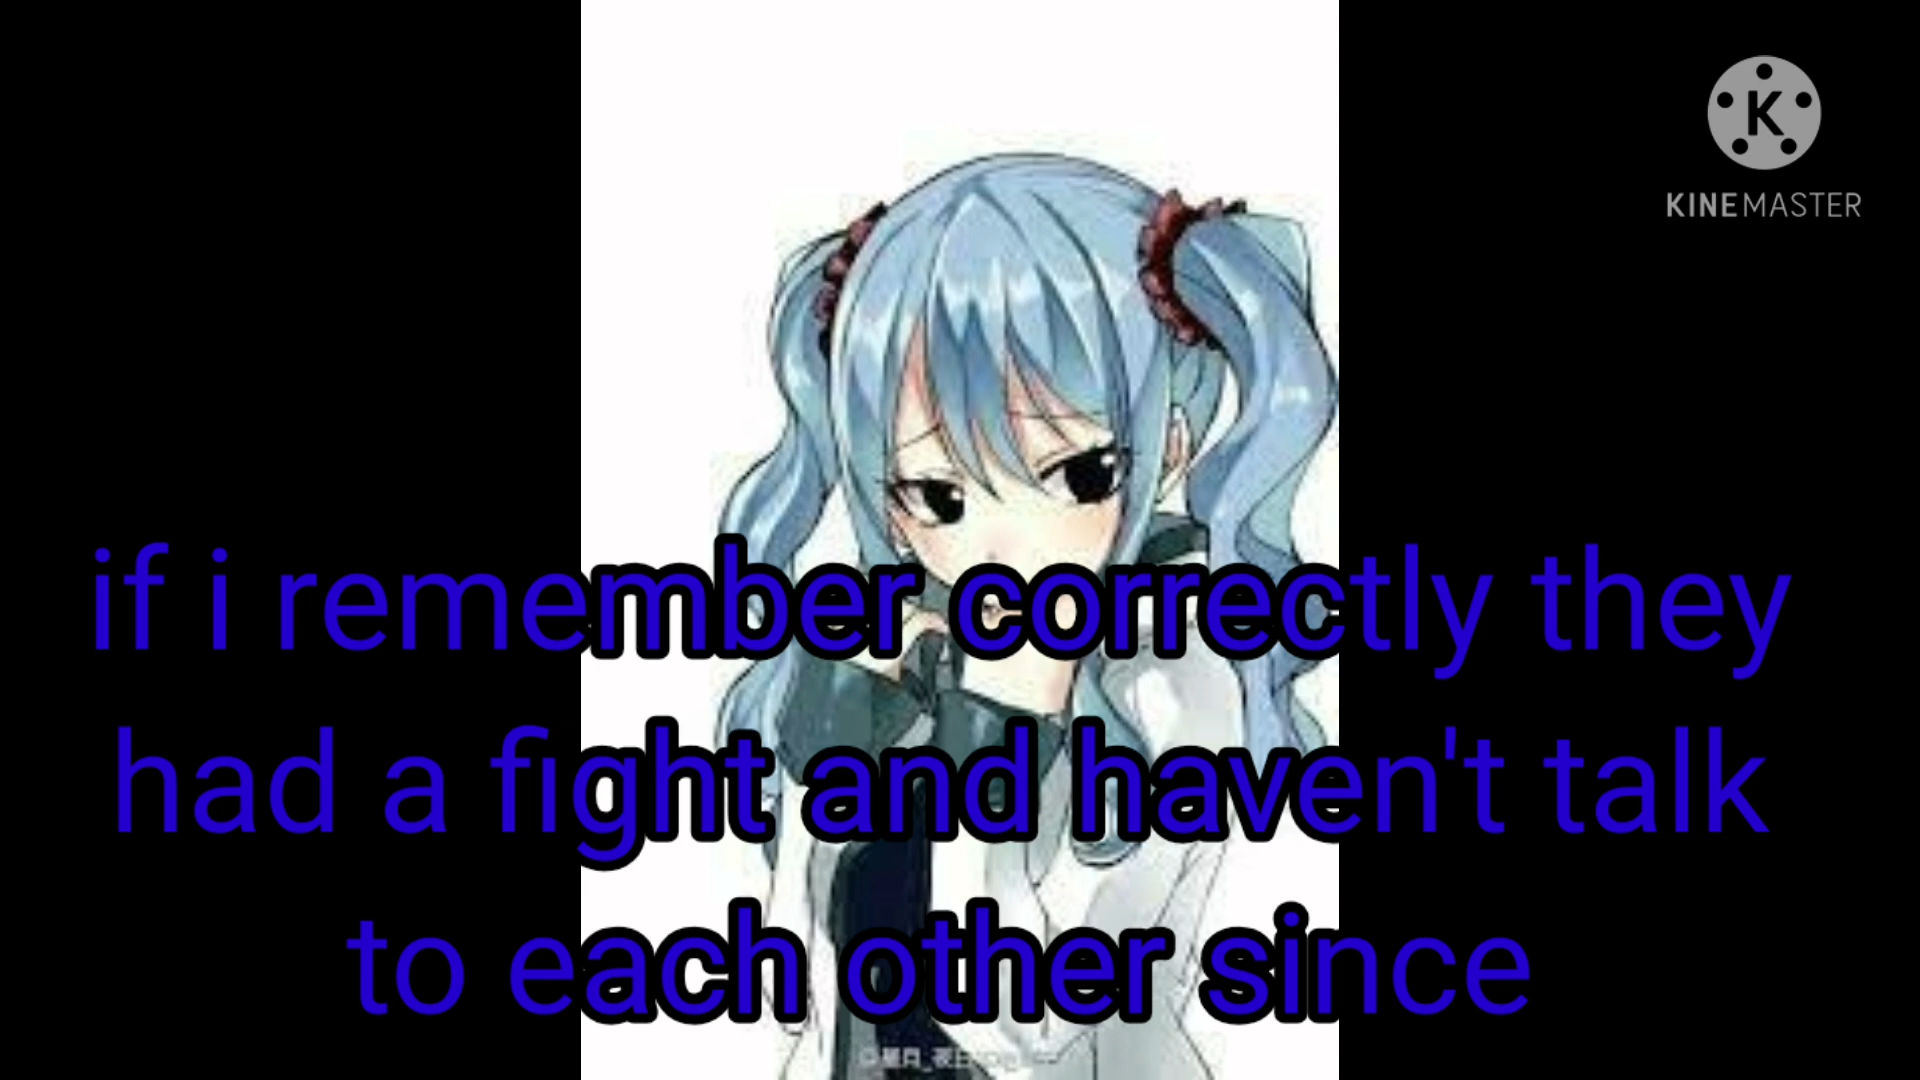 K
KINEMASTER
if i remember correctly they
had a fight and haven't talk
to each other since